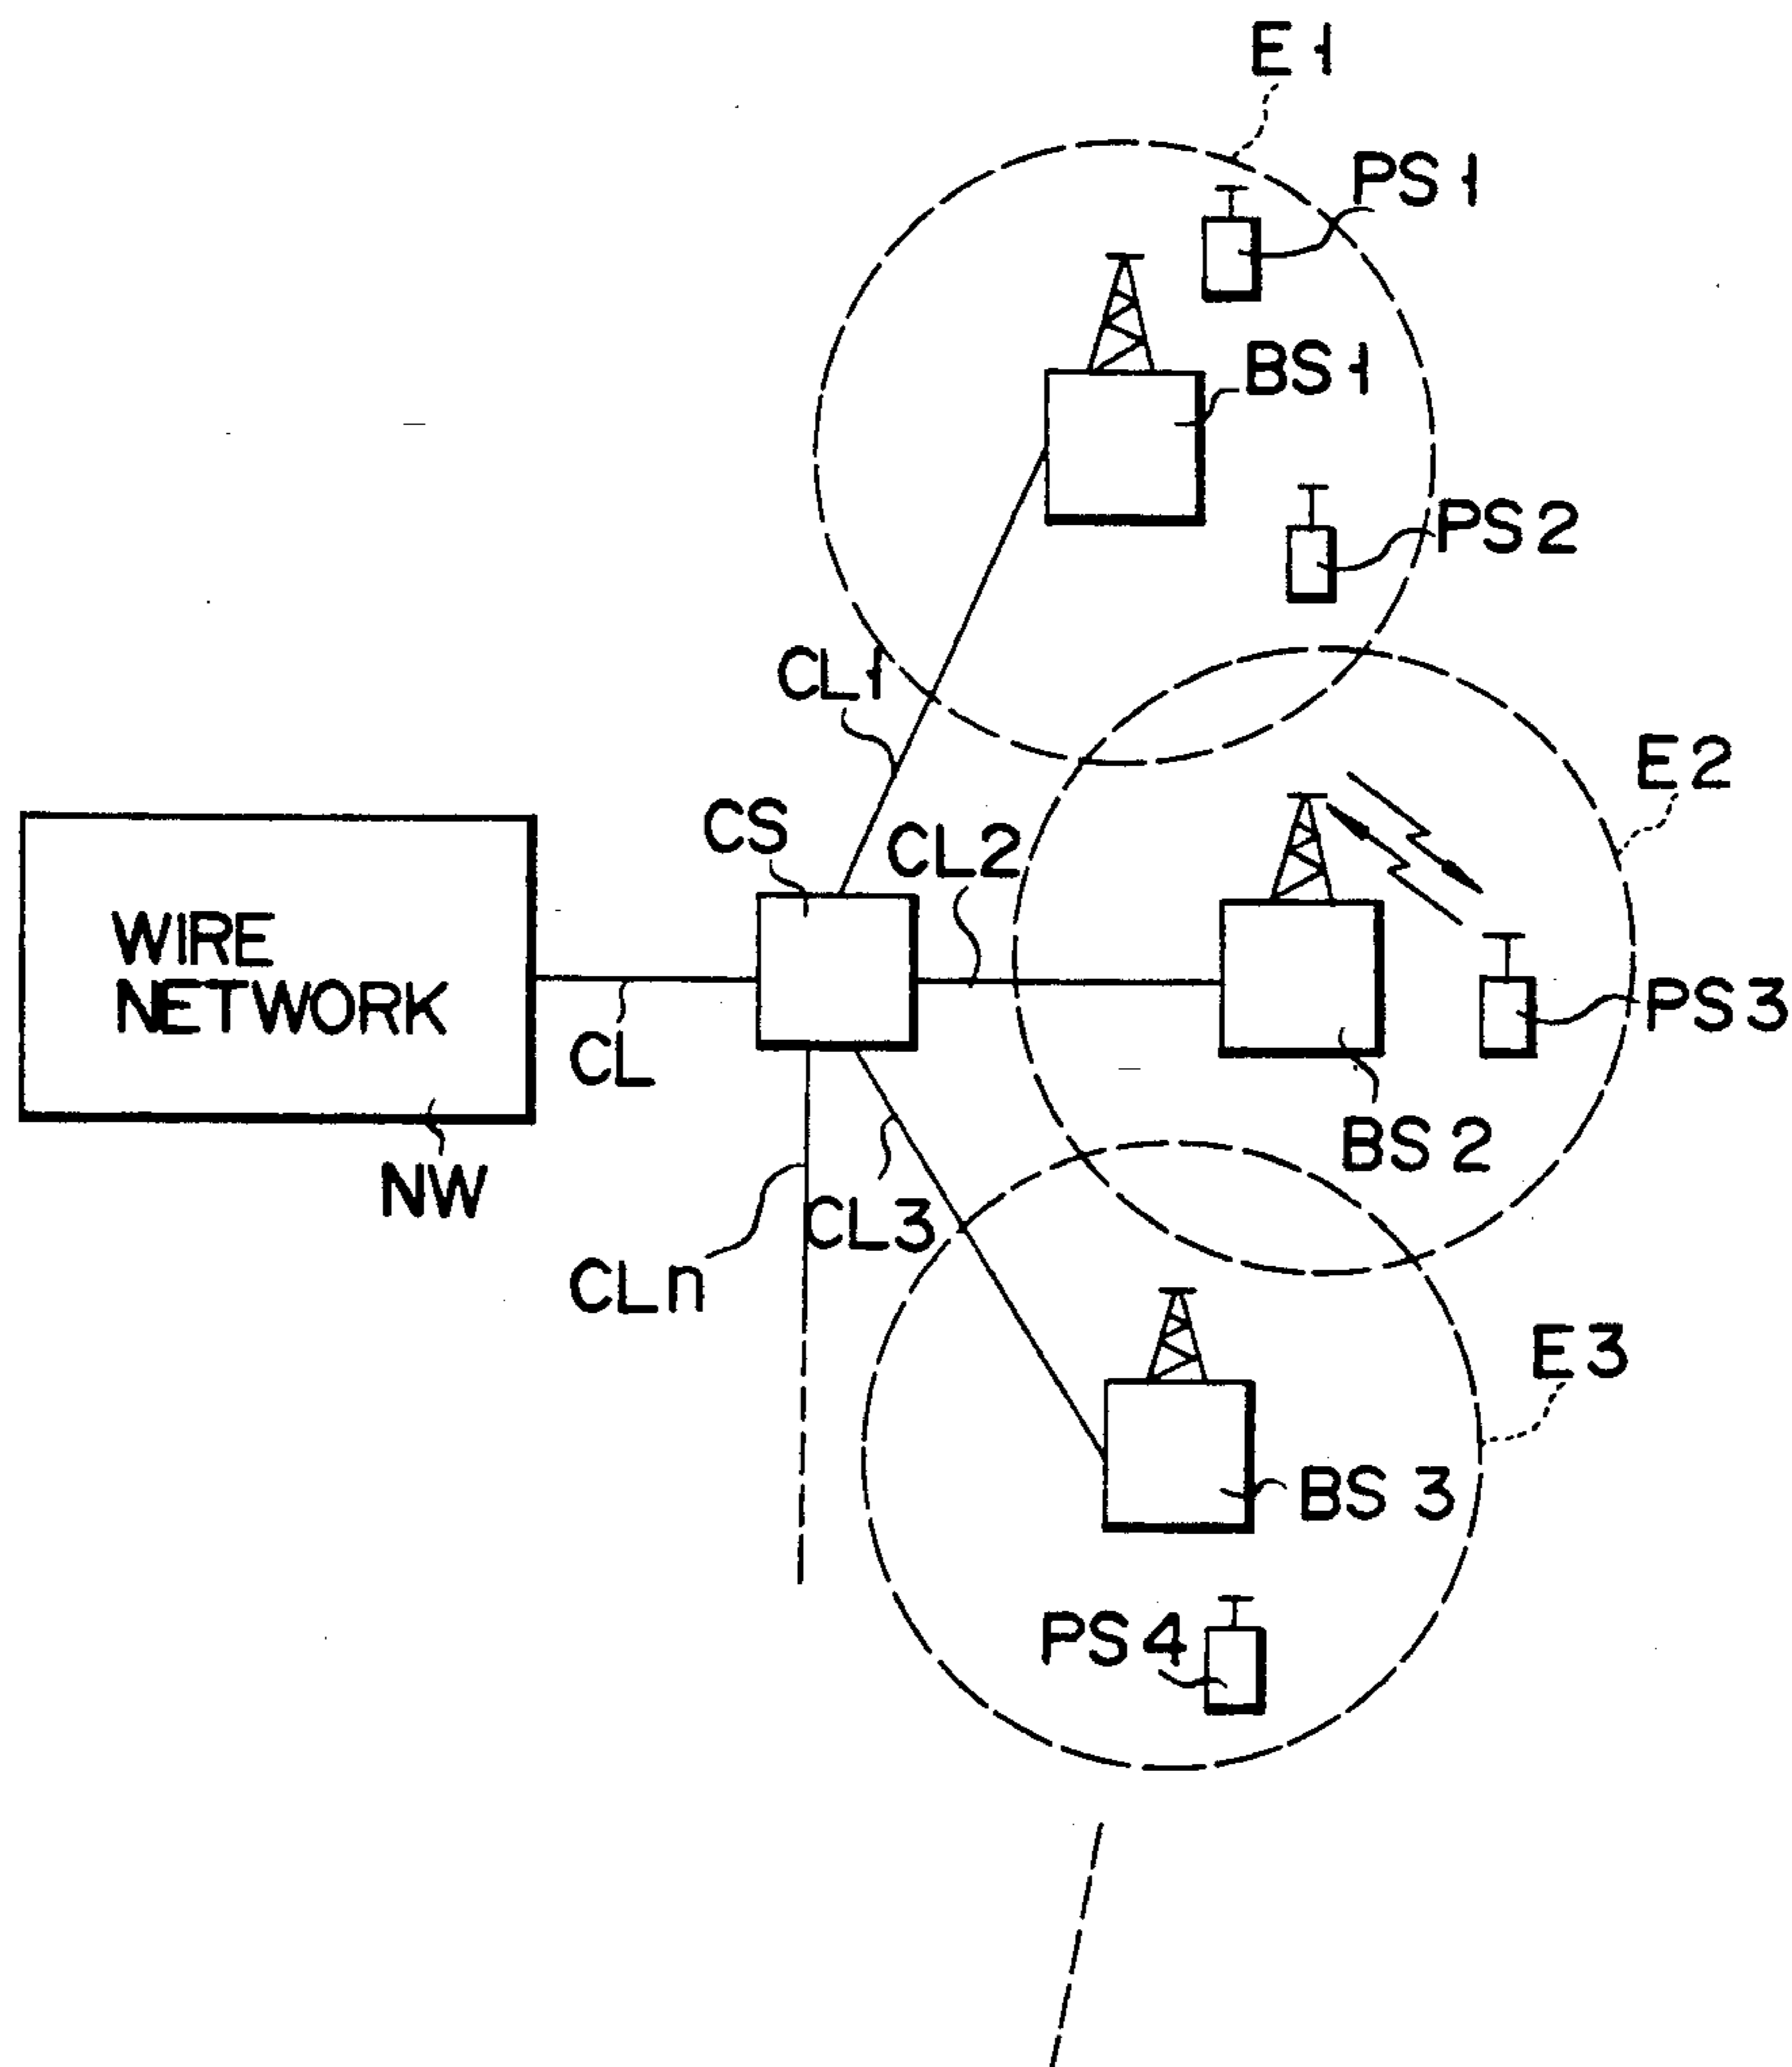 E1
PS1
BS1
PS2
CL1
E2
CS
CL2
WIRE
NETWORK
PS3
CL
BS2
NW
CL3
CLn
E3
BS3
PS4